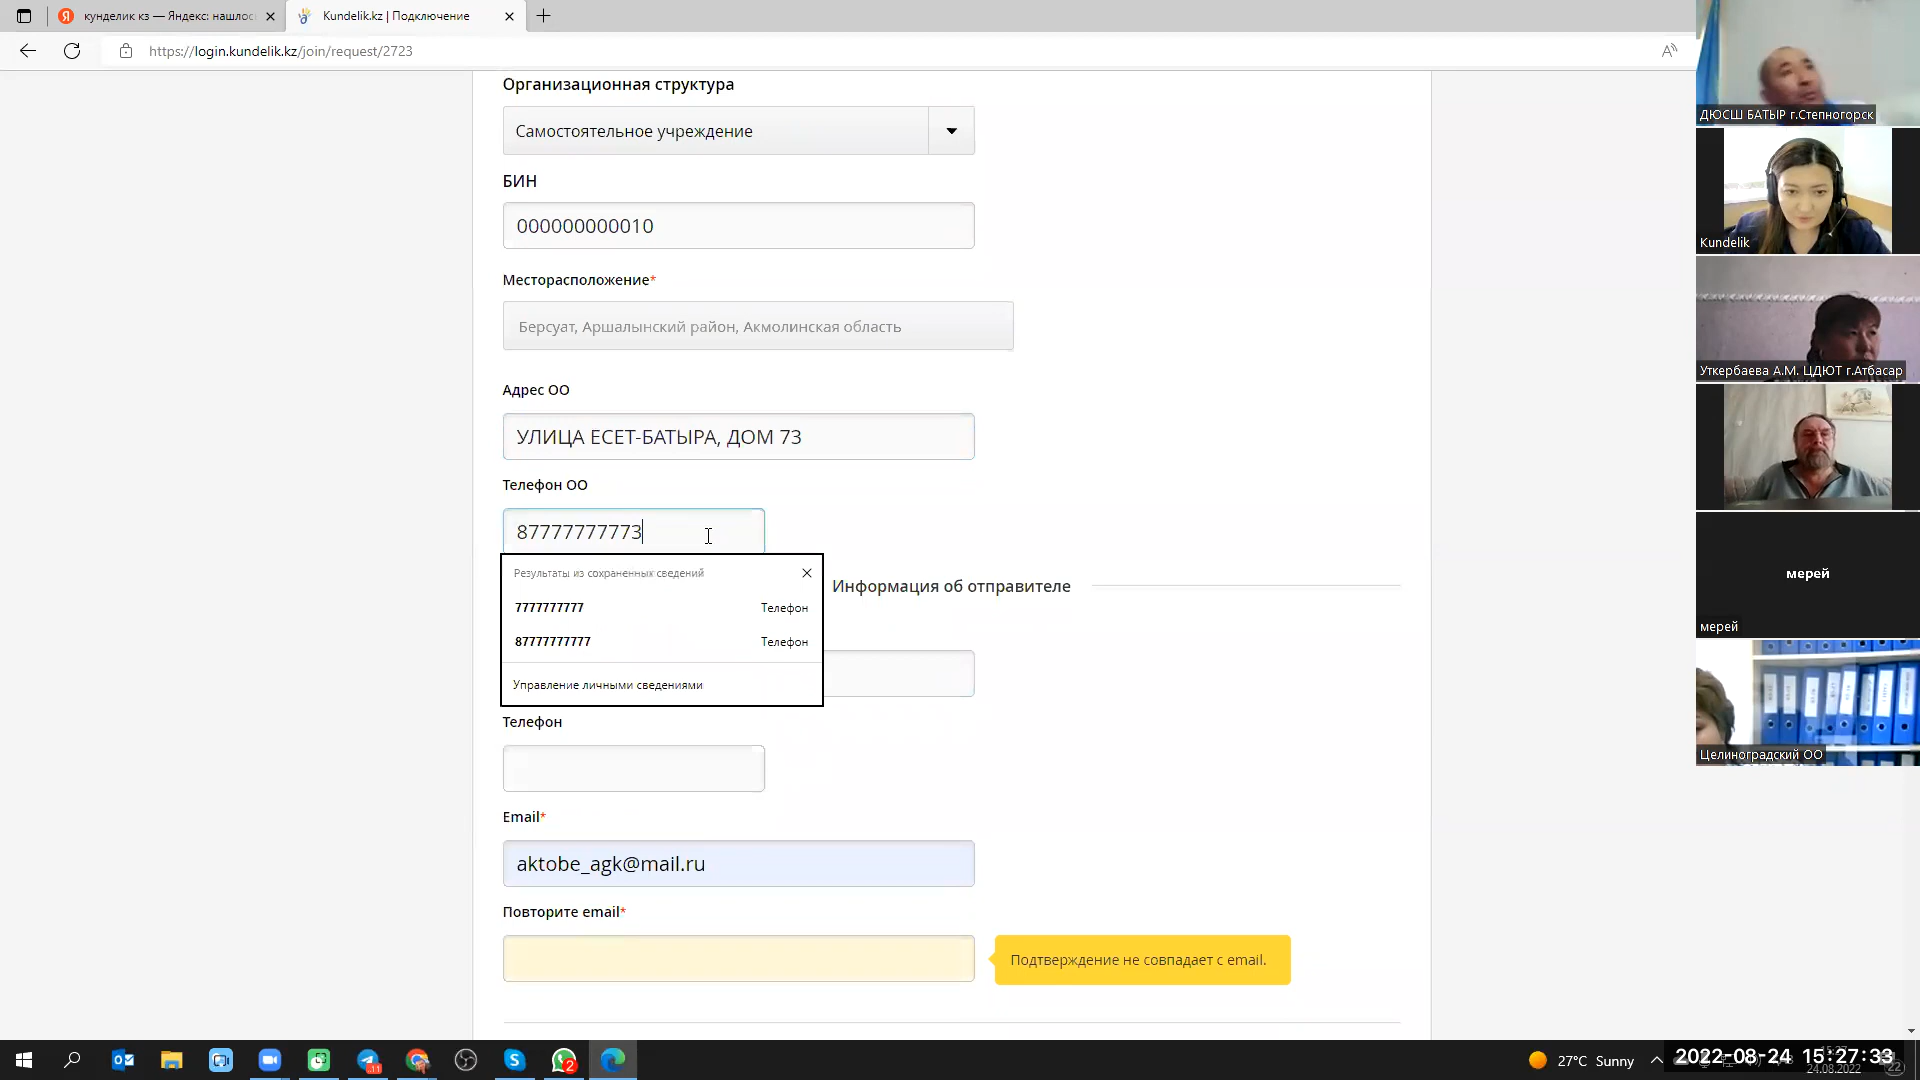 кунделик кз — Яндекс: нашлос
Kundelik.kz | Подключение
https://login.kundelik.kz/join/request/2723
Организационная структура
Самостоятельное учреждение
БИН
000000000010
Месторасположение*
Берсуат, Аршалынский район, Акмолинская область
Адрес ОО
УЛИЦА ЕСЕТ-БАТЫРА, ДОМ 73
Телефон ОО
87777777773
Результаты из сохраненных сведений
7777777777 Телефон
87777777777 Телефон
Управление личными сведениями
Информация об отправителе
Телефон
Email*
aktobe_agk@mail.ru
Повторите email*
Подтверждение не совпадает с email.
ДЮСШ БАТЫР г.Степногорск
Kundelik
Уткербаева А.М. ЦДЮТ г.Атбасар
мерей
мерей
Целиноградский ОО
27°C Sunny
2022-08-24 15:27:33
24.08.2022